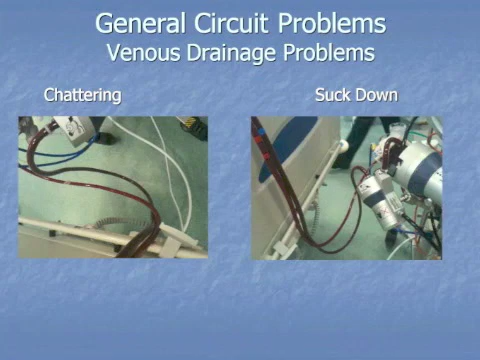 General Circuit Problems
Venous Drainage Problems
Chattering
Suck Down